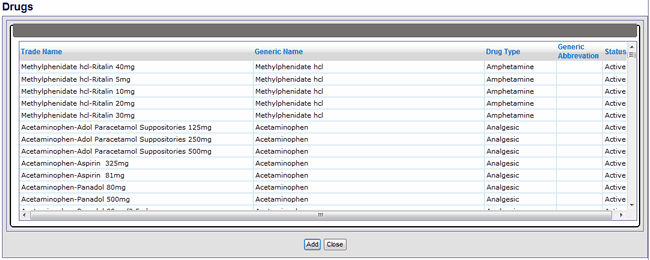 Drugs
Trade Name Generic Name Drug Type Generic Abbrevation Status
Methylphenidate hcl-Ritalin 40mg Methylphenidate hcl Amphetamine Active
Methylphenidate hcl-Ritalin 5mg Methylphenidate hcl Amphetamine Active
Methylphenidate hcl-Ritalin 10mg Methylphenidate hcl Amphetamine Active
Methylphenidate hcl-Ritalin 20mg Methylphenidate hcl Amphetamine Active
Methylphenidate hcl-Ritalin 30mg Methylphenidate hcl Amphetamine Active
Acetaminophen-Adol Paracetamol Suppositories 125mg Acetaminophen Analgesic Active
Acetaminophen-Adol Paracetamol Suppositories 250mg Acetaminophen Analgesic Active
Acetaminophen-Adol Paracetamol Suppositories 500mg Acetaminophen Analgesic Active
Acetaminophen-Aspirin 325mg Acetaminophen Analgesic Active
Acetaminophen-Aspirin 81mg Acetaminophen Analgesic Active
Acetaminophen-Panadol 80mg Acetaminophen Analgesic Active
Acetaminophen-Panadol 500mg Acetaminophen Analgesic Active
Add Close